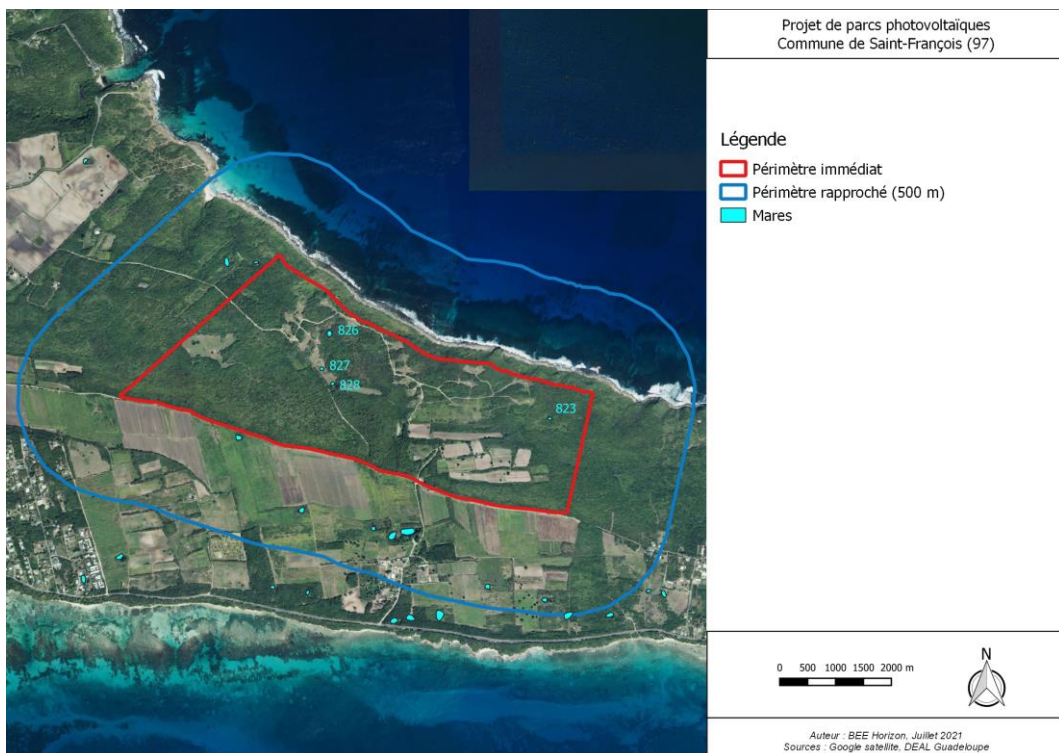 Projet de parcs photovoltaïques
Commune de Saint-François (97)
Légende
Périmètre immédiat
Périmètre rapproché (500 m)
Mares
826
827
828
823
0 500 1000 1500 2000 m
N
Auteur : BEE Horizon, Juillet 2021
Sources : Google satellite, DEAL Guadeloupe